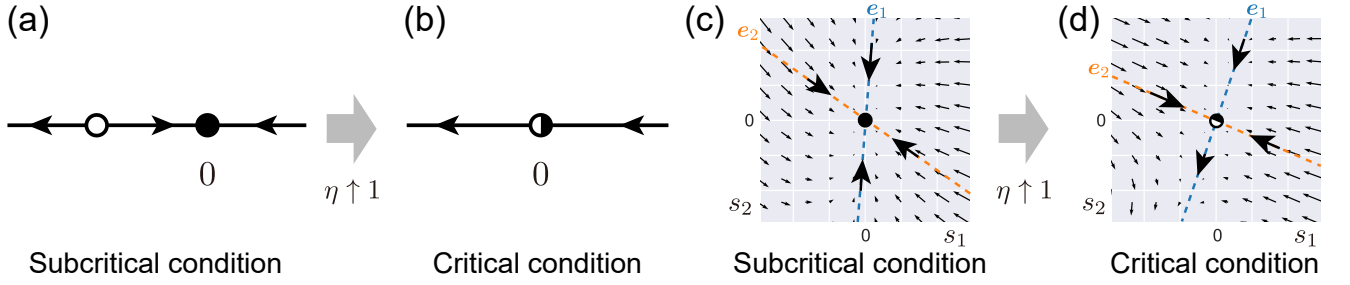 (a)
0
Subcritical condition
η ↑ 1
(b)
0
Critical condition
(c)
e₁
e₂
0
s₂
0
s₁
Subcritical condition
η ↑ 1
(d)
e₁
e₂
0
s₂
0
s₁
Critical condition